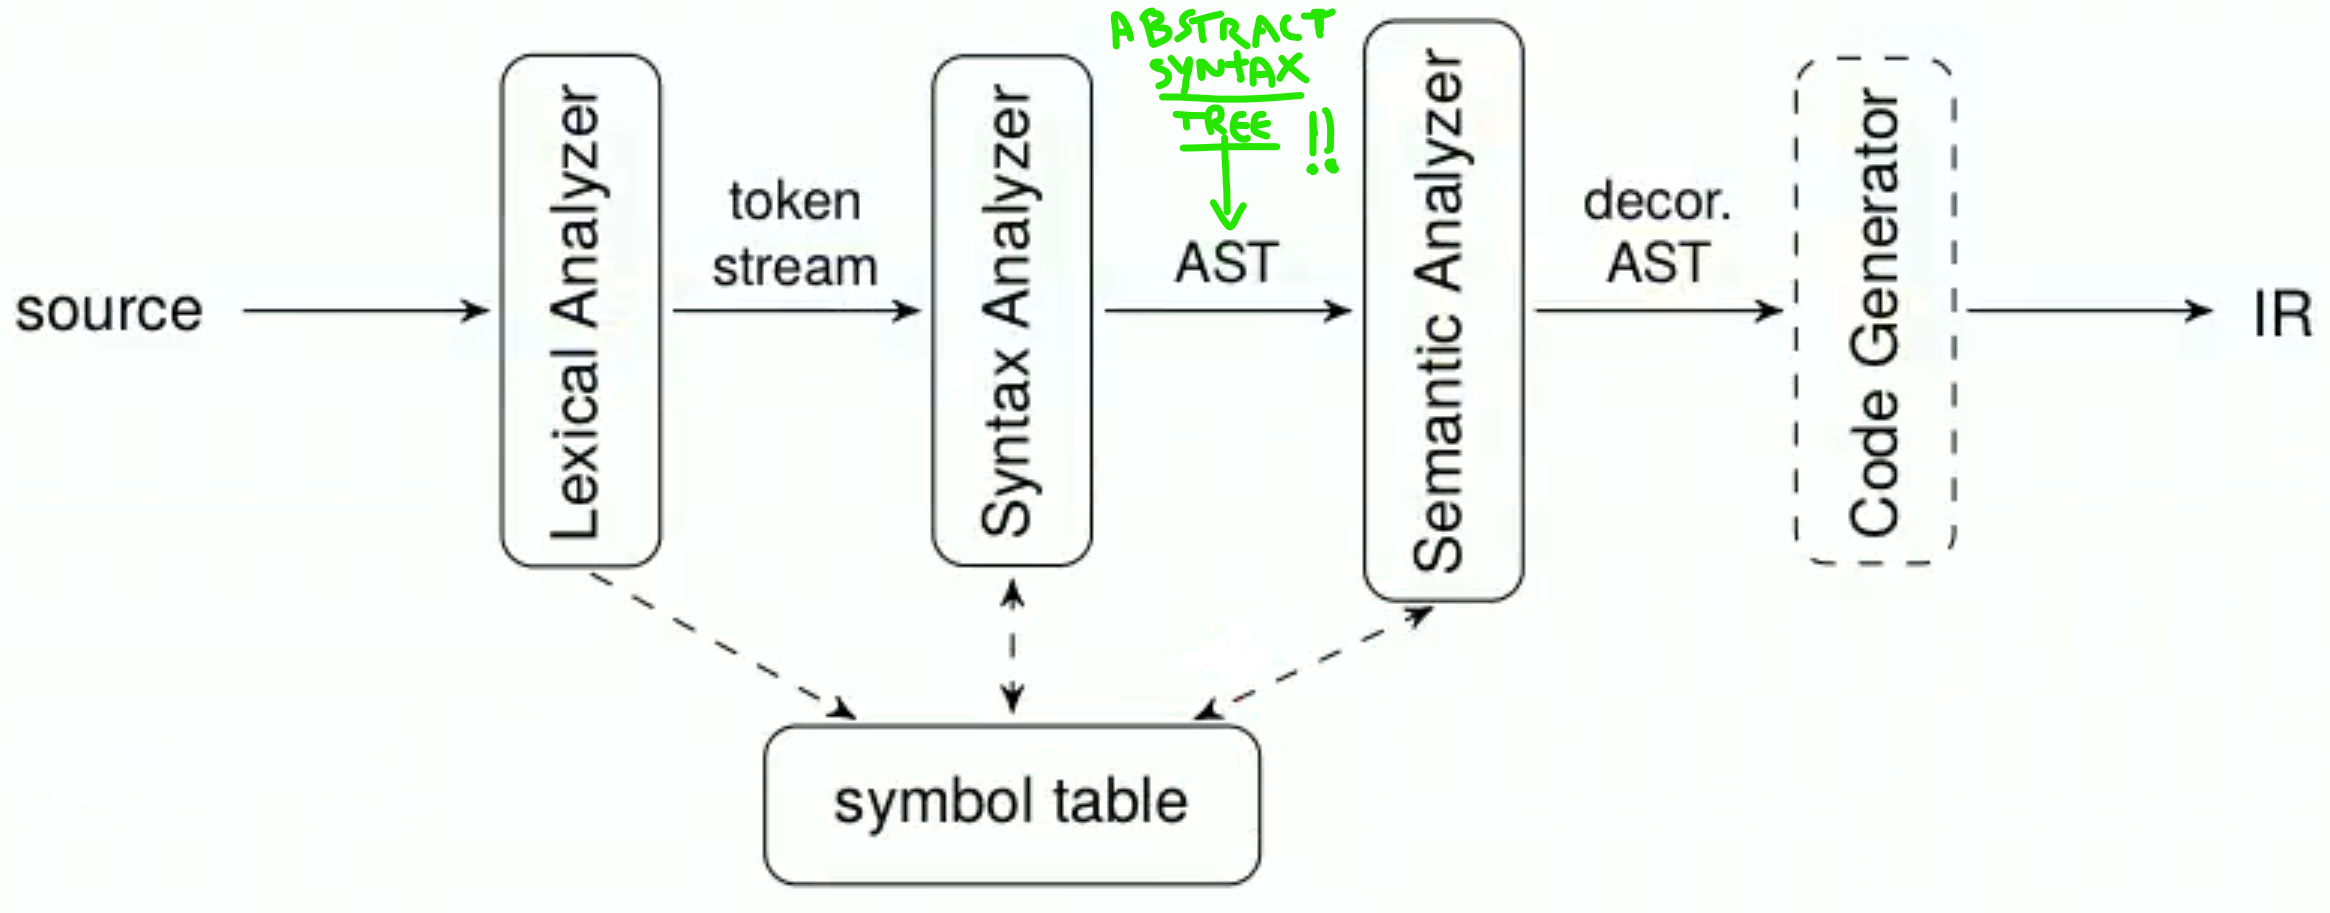 ABSTRACT
SYNTAX
TREE !!
source
Lexical Analyzer
token
stream
Syntax Analyzer
AST
Semantic Analyzer
decor.
AST
Code Generator
IR
symbol table